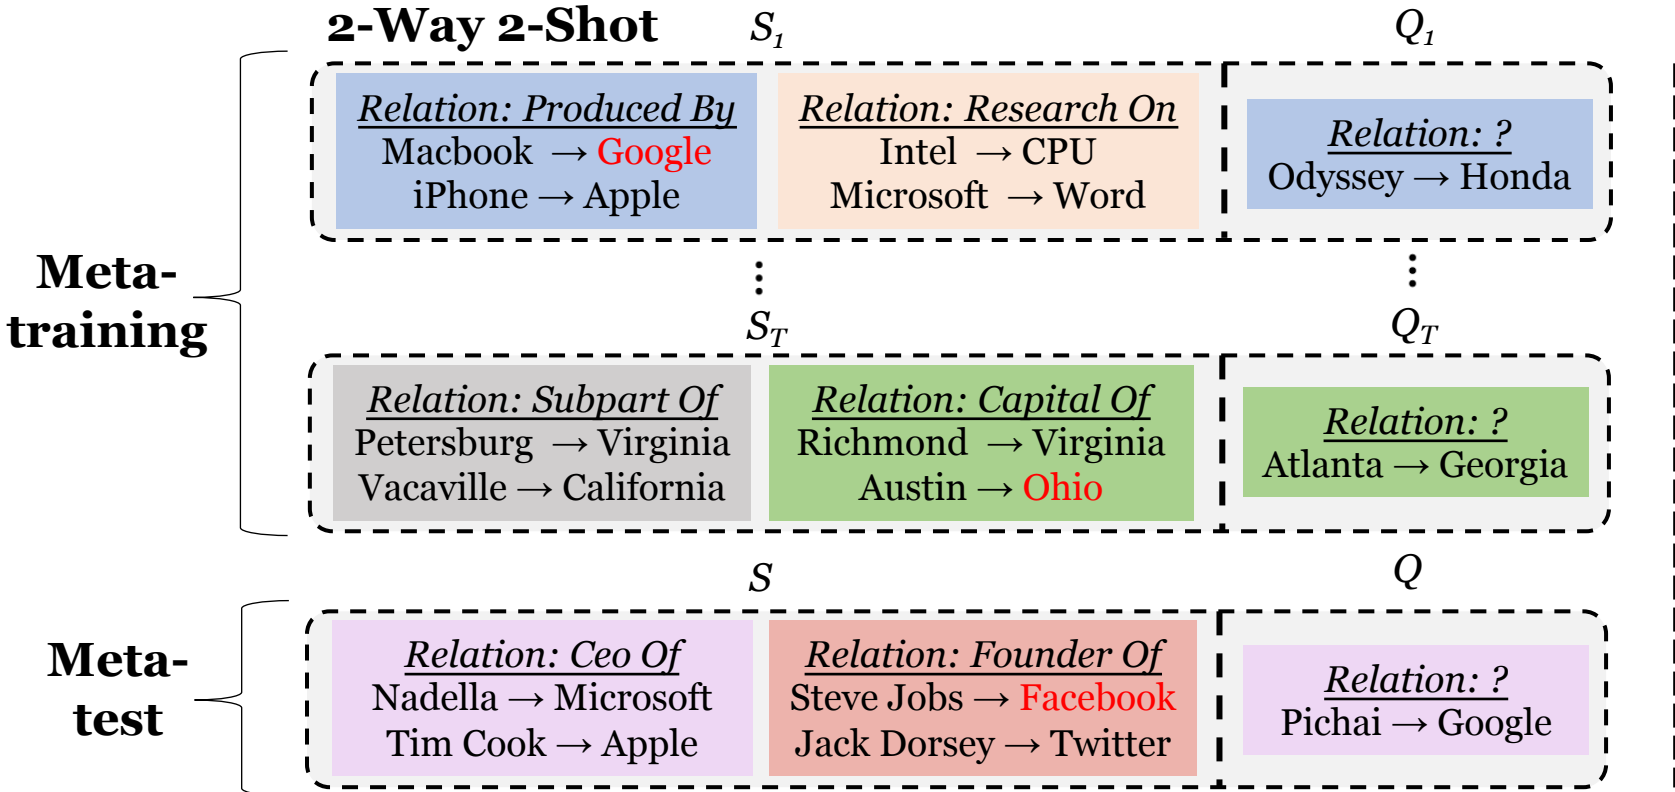 2-Way 2-Shot
S1
Q1
Relation: Produced By
Macbook → Google
iPhone → Apple
Relation: Research On
Intel → CPU
Microsoft → Word
Relation: ?
Odyssey → Honda
Meta-
training
ST
QT
Relation: Subpart Of
Petersburg → Virginia
Vacaville → California
Relation: Capital Of
Richmond → Virginia
Austin → Ohio
Relation: ?
Atlanta → Georgia
S
Q
Meta-
test
Relation: Ceo Of
Nadella → Microsoft
Tim Cook → Apple
Relation: Founder Of
Steve Jobs → Facebook
Jack Dorsey → Twitter
Relation: ?
Pichai → Google